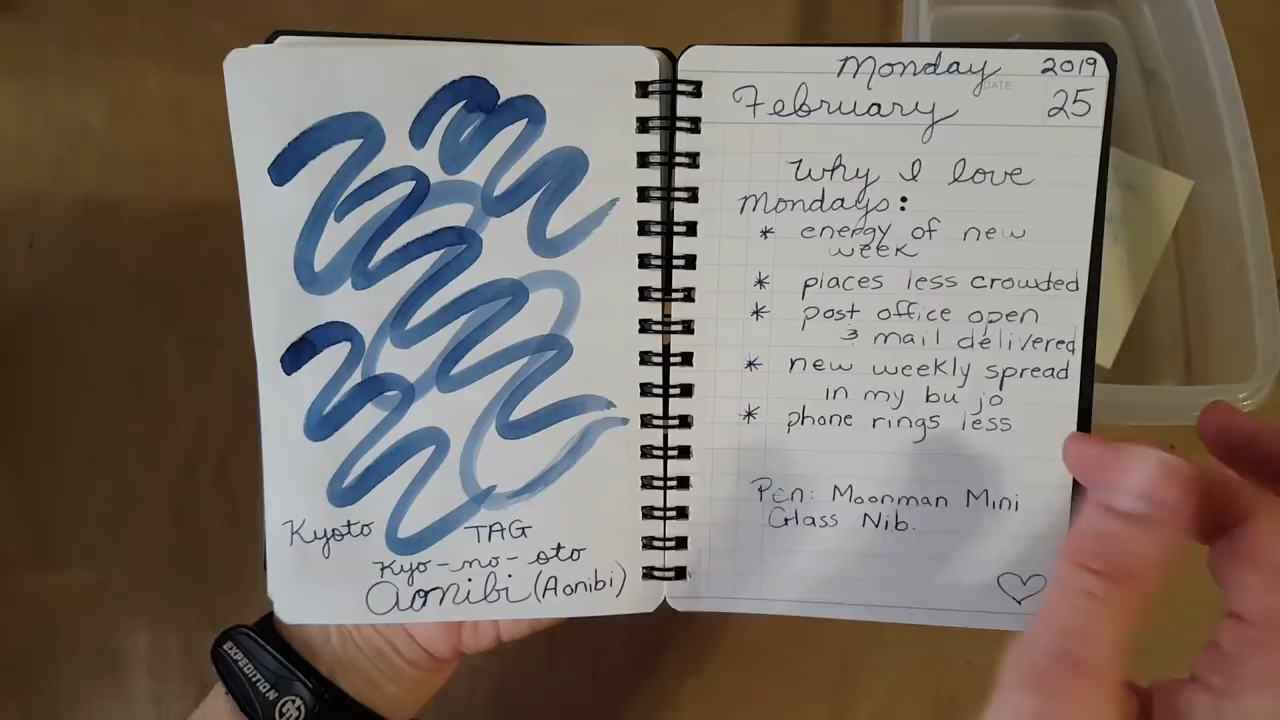 Kyoto TAG
Kyo-no-oto
Aonibi (Aonibi)
EXPEDITION
Monday 2019
DATE
February 25
Why I love
Mondays:
* energy of new
week
* places less crowded
* post office open
& mail delivered
* new weekly spread
in my bu jo
* phone rings less
Pen: Moonman Mini
Glass Nib.